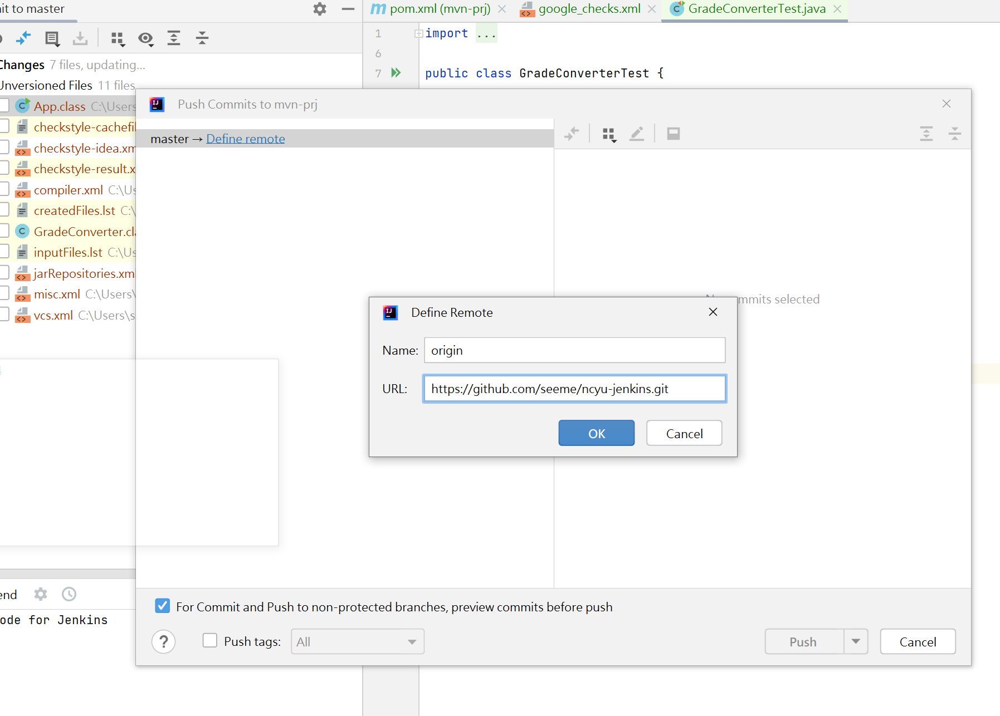 it to master
pom.xml (mvn-prj)
google_checks.xml
GradeConverterTest.java
1 import ...
6
7 public class GradeConverterTest {
Changes 7 files, updating...
Unversioned Files 11 files
App.class C:\Users
checkstyle-cachefil
checkstyle-idea.xm
checkstyle-result.x
compiler.xml C:\Us
createdFiles.lst C:\
GradeConverter.cla
inputFiles.lst C:\Us
jarRepositories.xm
misc.xml C:\Users\
vcs.xml C:\Users\s
Push Commits to mvn-prj
master → Define remote
mmits selected
Define Remote
Name: origin
URL: https://github.com/seeme/ncyu-jenkins.git
OK Cancel
end
ode for Jenkins
For Commit and Push to non-protected branches, preview commits before push
? Push tags: All
Push Cancel